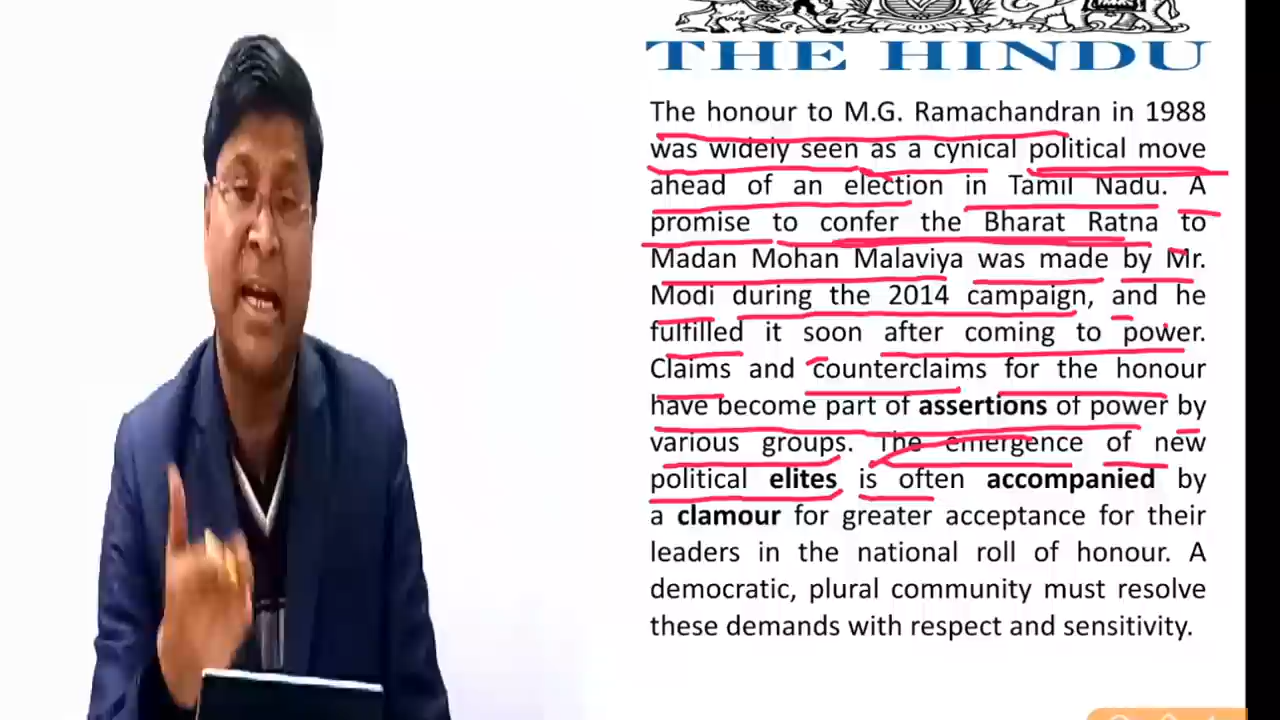 THE HINDU
The honour to M.G. Ramachandran in 1988
was widely seen as a cynical political move
ahead of an election in Tamil Nadu. A
promise to confer the Bharat Ratna to
Madan Mohan Malaviya was made by Mr.
Modi during the 2014 campaign, and he
fulfilled it soon after coming to power.
Claims and counterclaims for the honour
have become part of assertions of power by
various groups. The emergence of new
political elites is often accompanied by
a clamour for greater acceptance for their
leaders in the national roll of honour. A
democratic, plural community must resolve
these demands with respect and sensitivity.